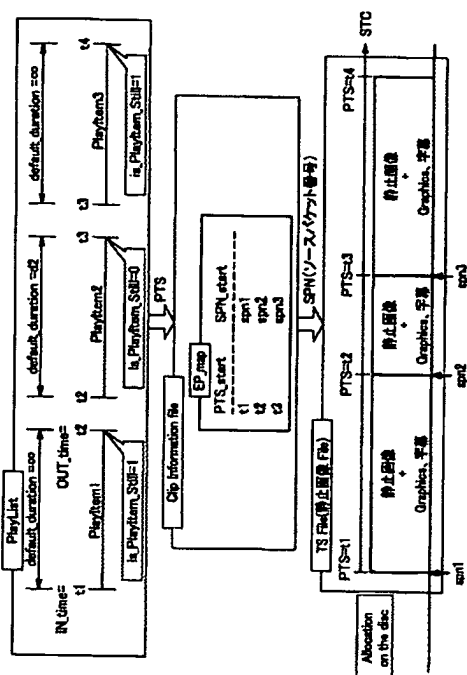 PlayList
default_duration =∞
default_duration =d2
default_duration =∞
IN_time=
OUT_time=
t1
t2
t2
t3
t3
t4
PlayItem1
PlayItem2
PlayItem3
is_PlayItem_Still=1
is_PlayItem_Still=0
is_PlayItem_Still=1
PTS
Clip Information file
EP_map
PTS_start SPN_start
t1 spn1
t2 spn2
t3 spn3
SPN(ソースパケット番号)
TS File(静止画像 File)
PTS=t1
PTS=t2
PTS=t3
PTS=t4
STC
静止画像
+
Graphics、字幕
静止画像
+
Graphics、字幕
静止画像
+
Graphics、字幕
Allocation
on the disc
spn1
spn2
spn3